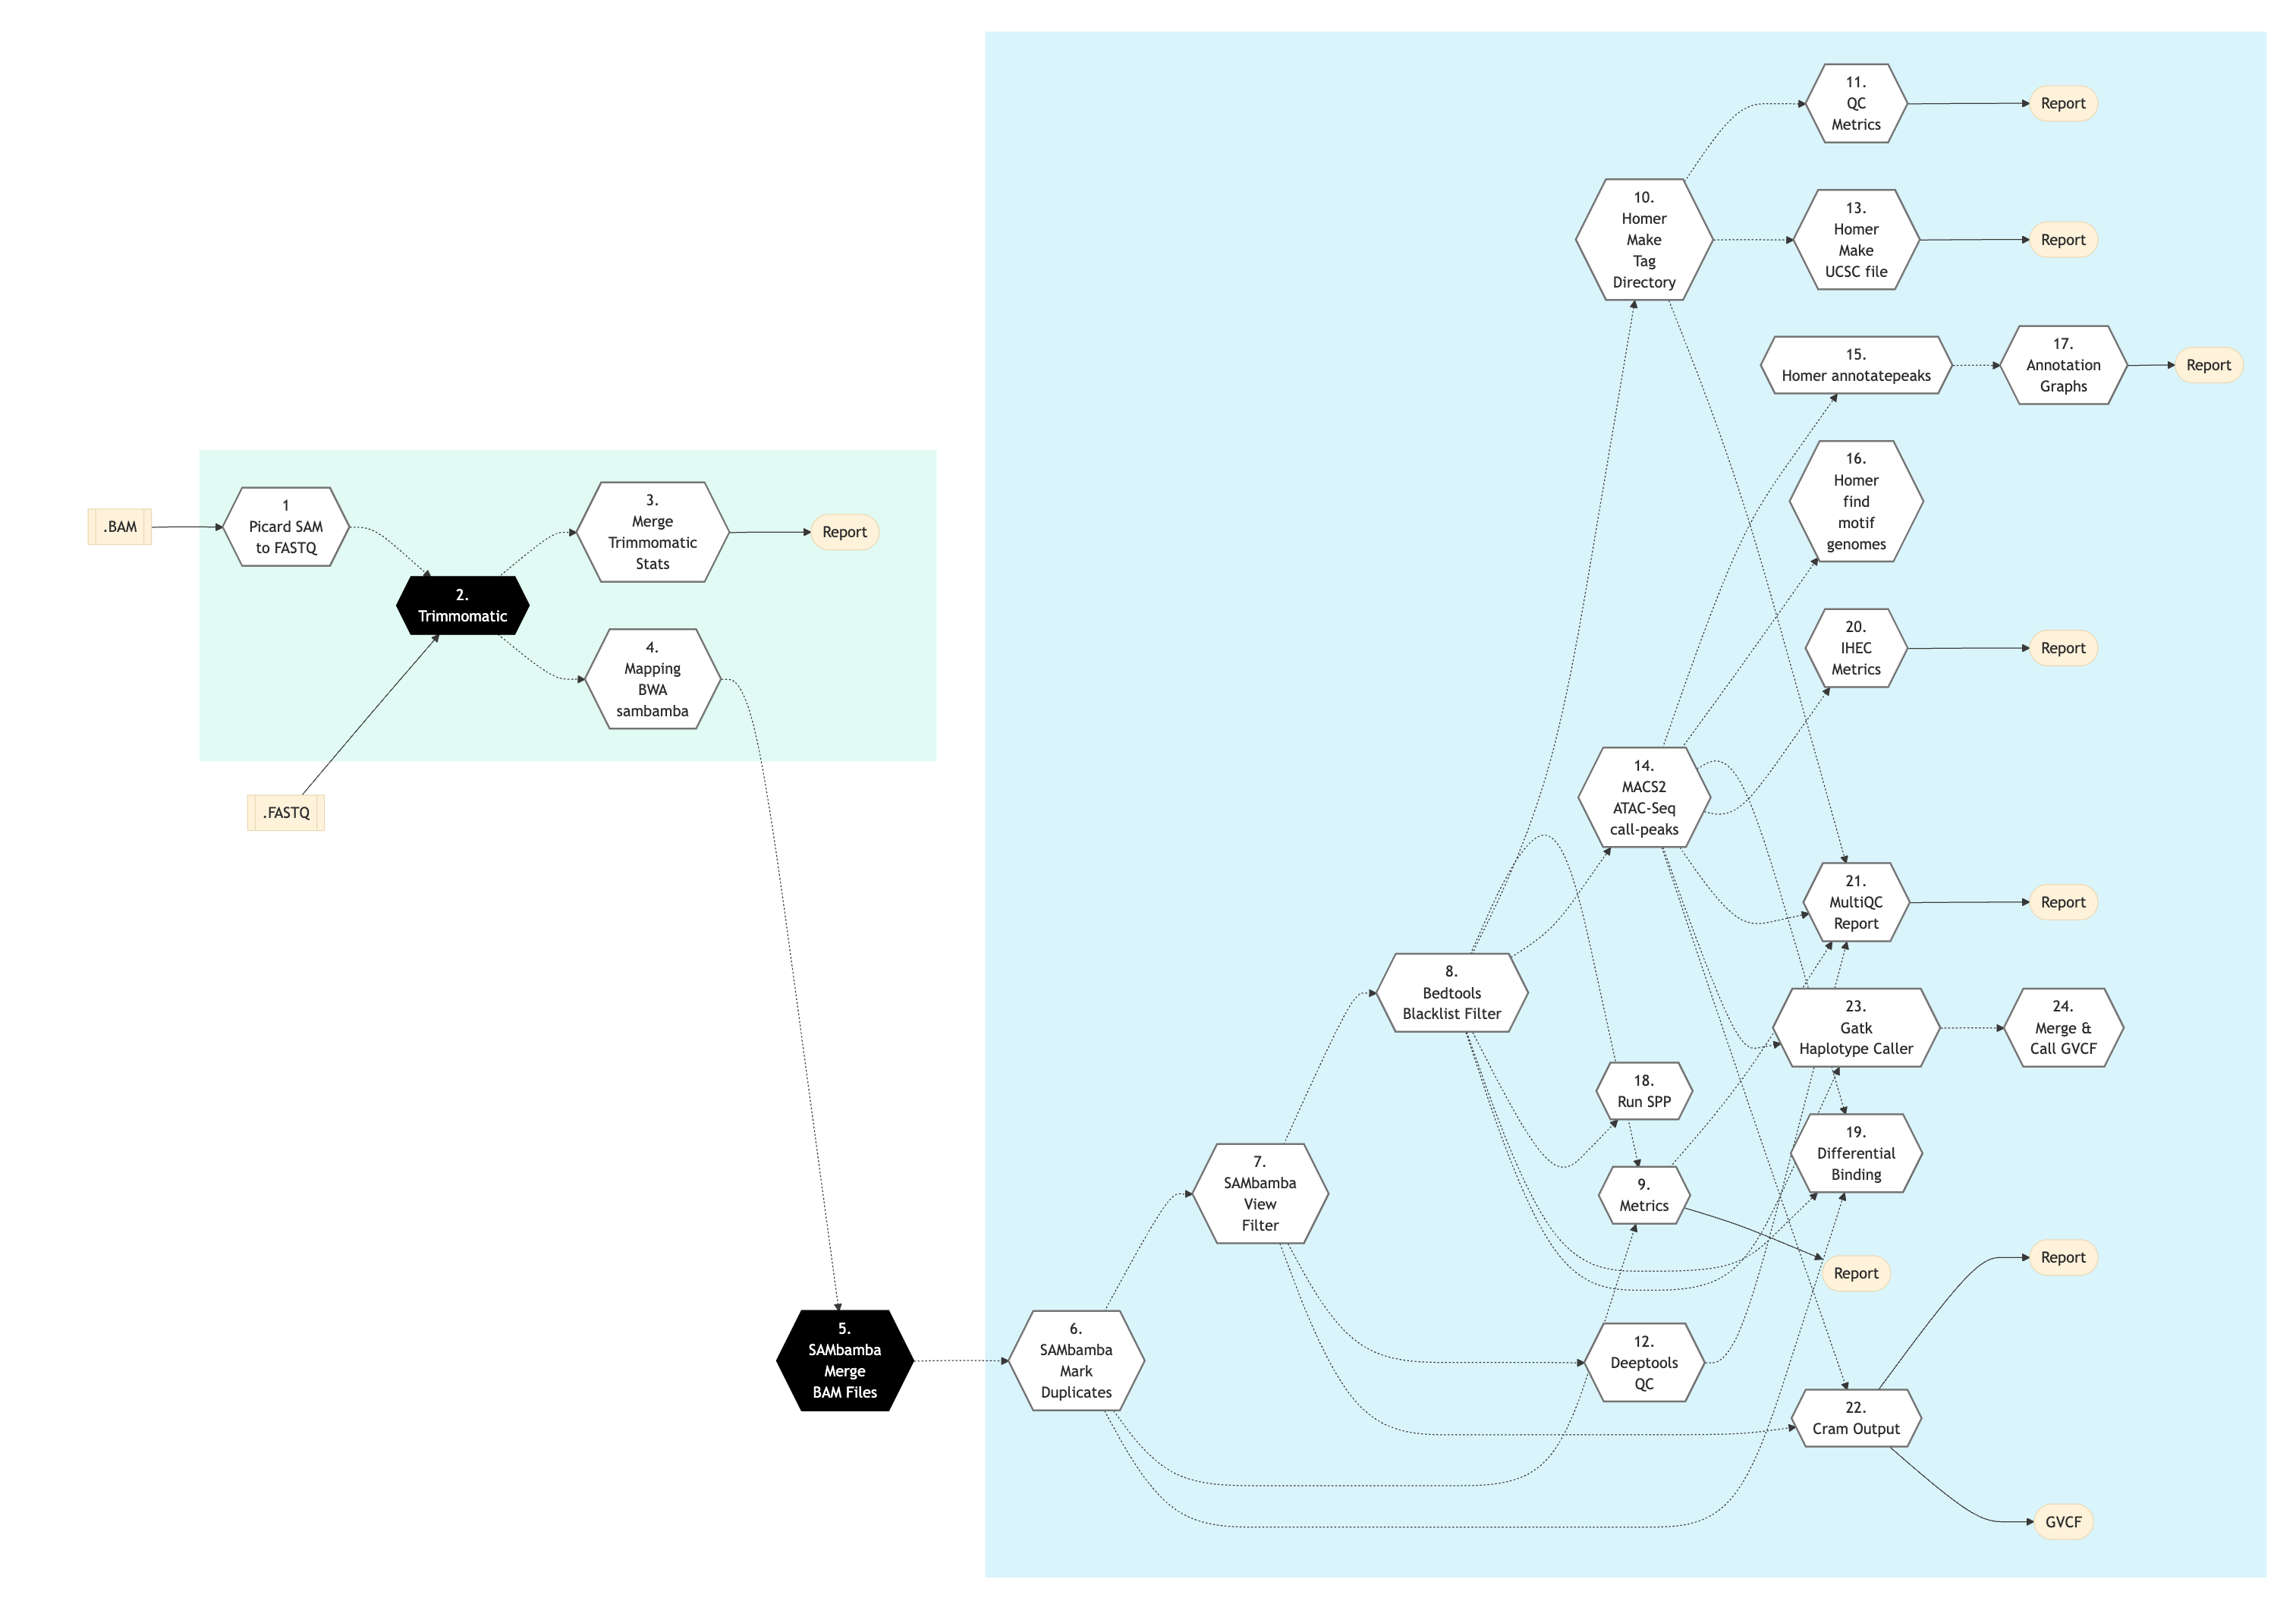 .BAM
1
Picard SAM
to FASTQ
2.
Trimmomatic
3.
Merge
Trimmomatic
Stats
Report
4.
Mapping
BWA
sambamba
.FASTQ
5.
SAMbamba
Merge
BAM Files
6.
SAMbamba
Mark
Duplicates
7.
SAMbamba
View
Filter
8.
Bedtools
Blacklist Filter
10.
Homer
Make
Tag
Directory
11.
QC
Metrics
Report
13.
Homer
Make
UCSC file
Report
15.
Homer annotatepeaks
17.
Annotation
Graphs
Report
16.
Homer
find
motif
genomes
20.
IHEC
Metrics
Report
14.
MACS2
ATAC-Seq
call-peaks
21.
MultiQC
Report
Report
23.
Gatk
Haplotype Caller
24.
Merge &
Call GVCF
18.
Run SPP
19.
Differential
Binding
9.
Metrics
Report
Report
12.
Deeptools
QC
22.
Cram Output
GVCF